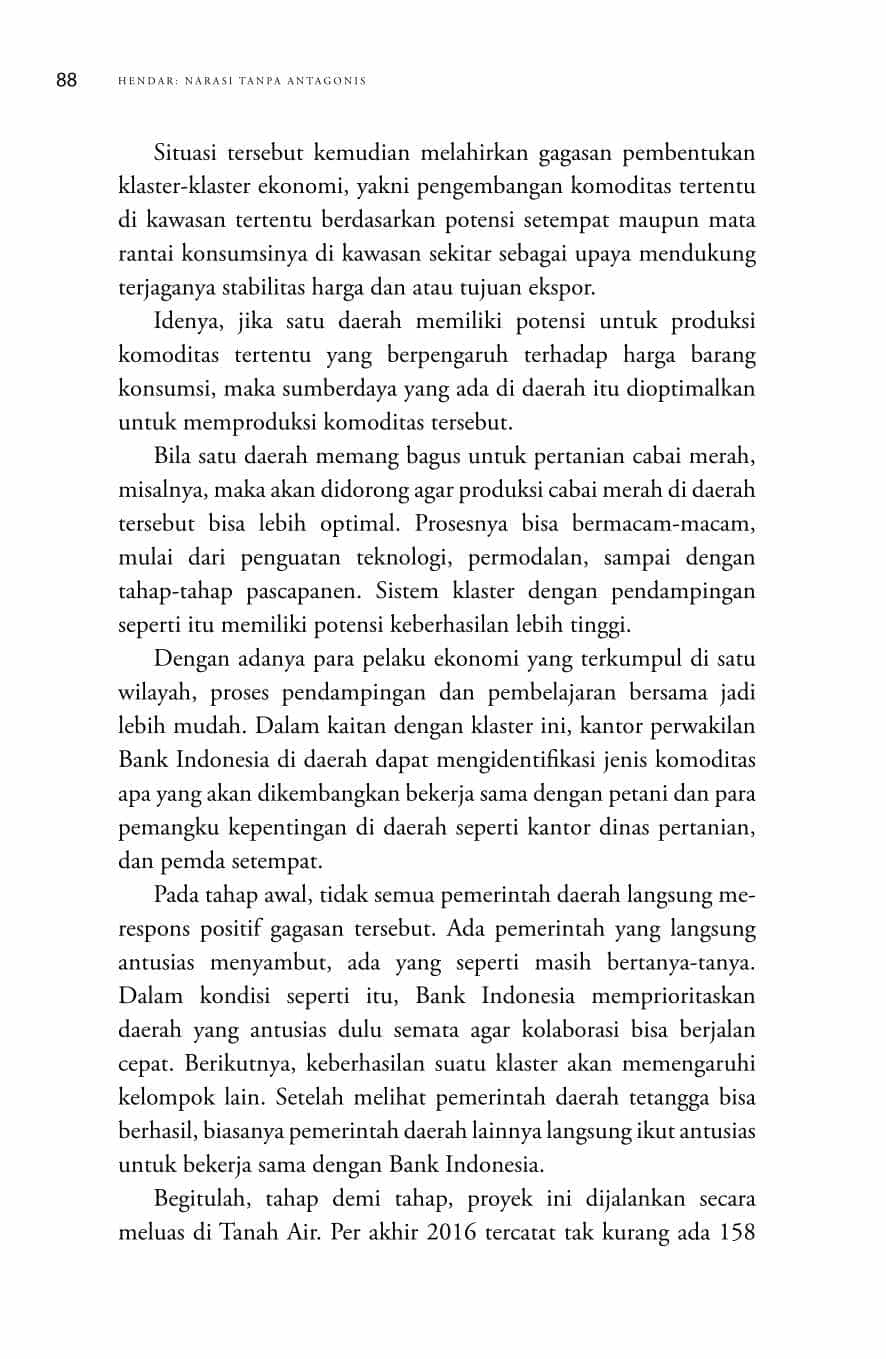 88 HENDAR: NARASI TANPA ANTAGONIS
Situasi tersebut kemudian melahirkan gagasan pembentukan
klaster-klaster ekonomi, yakni pengembangan komoditas tertentu
di kawasan tertentu berdasarkan potensi setempat maupun mata
rantai konsumsinya di kawasan sekitar sebagai upaya mendukung
terjaganya stabilitas harga dan atau tujuan ekspor.
Idenya, jika satu daerah memiliki potensi untuk produksi
komoditas tertentu yang berpengaruh terhadap harga barang
konsumsi, maka sumberdaya yang ada di daerah itu dioptimalkan
untuk memproduksi komoditas tersebut.
Bila satu daerah memang bagus untuk pertanian cabai merah,
misalnya, maka akan didorong agar produksi cabai merah di daerah
tersebut bisa lebih optimal. Prosesnya bisa bermacam-macam,
mulai dari penguatan teknologi, permodalan, sampai dengan
tahap-tahap pascapanen. Sistem klaster dengan pendampingan
seperti itu memiliki potensi keberhasilan lebih tinggi.
Dengan adanya para pelaku ekonomi yang terkumpul di satu
wilayah, proses pendampingan dan pembelajaran bersama jadi
lebih mudah. Dalam kaitan dengan klaster ini, kantor perwakilan
Bank Indonesia di daerah dapat mengidentifikasi jenis komoditas
apa yang akan dikembangkan bekerja sama dengan petani dan para
pemangku kepentingan di daerah seperti kantor dinas pertanian,
dan pemda setempat.
Pada tahap awal, tidak semua pemerintah daerah langsung me-
respons positif gagasan tersebut. Ada pemerintah yang langsung
antusias menyambut, ada yang seperti masih bertanya-tanya.
Dalam kondisi seperti itu, Bank Indonesia memprioritaskan
daerah yang antusias dulu semata agar kolaborasi bisa berjalan
cepat. Berikutnya, keberhasilan suatu klaster akan memengaruhi
kelompok lain. Setelah melihat pemerintah daerah tetangga bisa
berhasil, biasanya pemerintah daerah lainnya langsung ikut antusias
untuk bekerja sama dengan Bank Indonesia.
Begitulah, tahap demi tahap, proyek ini dijalankan secara
meluas di Tanah Air. Per akhir 2016 tercatat tak kurang ada 158